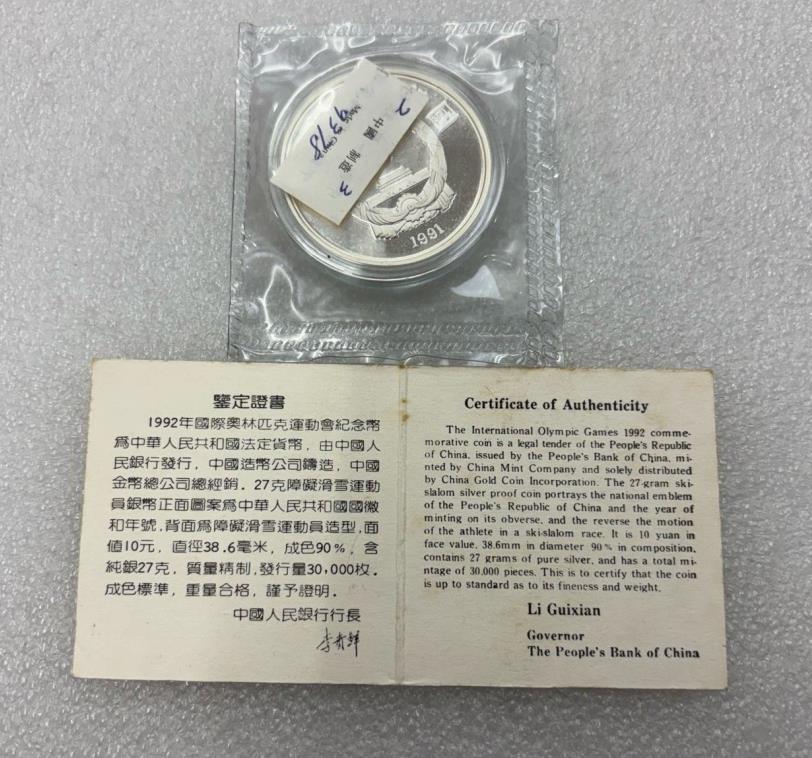 中國 制造
Made in China
9378
1991
鑒定證書
1992年國際奧林匹克運動會紀念幣
爲中華人民共和國法定貨幣，由中國人
民銀行發行，中國造幣公司鑄造，中國
金幣總公司總經銷．27克障礙滑雪運動
員銀幣正面圖案爲中華人民共和國國徽
和年號，背面爲障礙滑雪運動員造型，面
値10元，直徑38.6毫米，成色90%，含
純銀27克，質量精制，發行量30,000枚．
成色標準，重量合格，謹予證明．
中國人民銀行行長
李貴鲜
Certificate of Authenticity
The International Olympic Games 1992 comme-
morative coin is a legal tender of the People's Republic
of China, issued by the People's Bank of China, mi-
nted by China Mint Company and solely distributed
by China Gold Coin Incorporation. The 27-gram ski-
slalom silver proof coin portrays the national emblem
of the People's Republic of China and the year of
minting on its obverse, and the reverse the motion
of the athlete in a ski-slalom race. It is 10 yuan in
face value, 38.6mm in diameter 90% in composition,
contains 27 grams of pure silver, and has a total mi-
ntage of 30,000 pieces. This is to certify that the coin
is up to standard as to its fineness and weight.
Li Guixian
Governor
The People's Bank of China